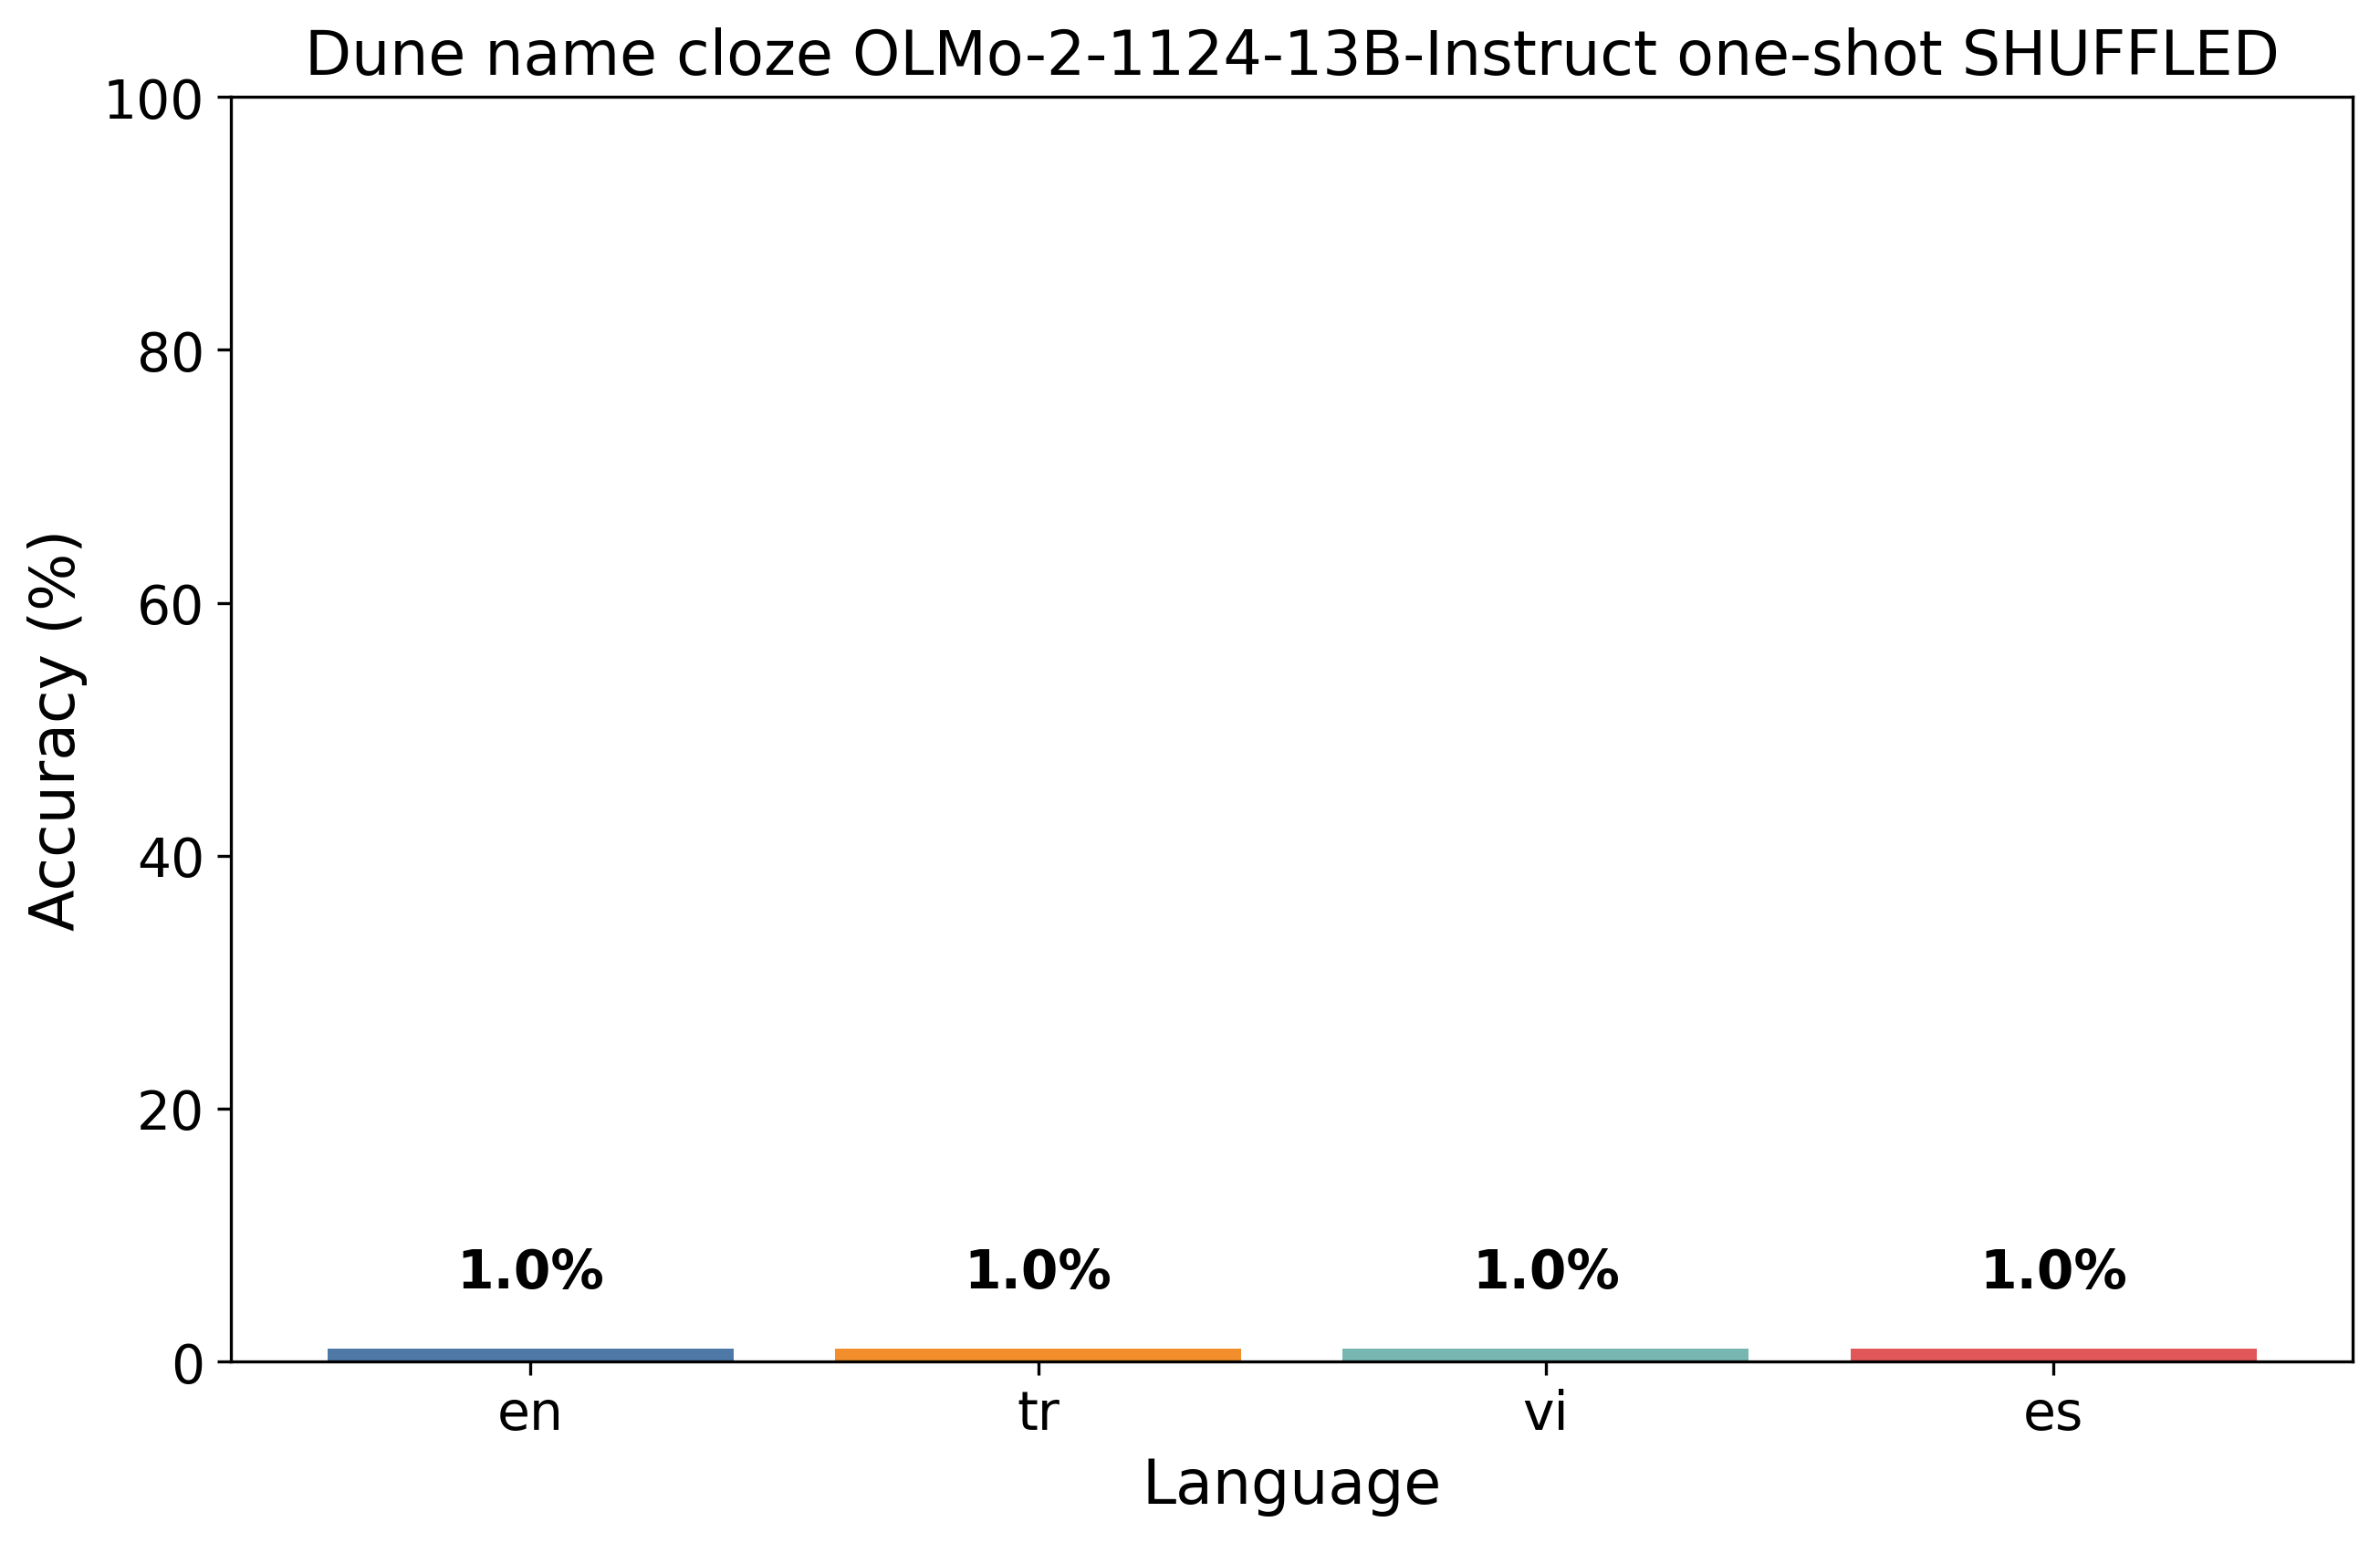 Dune name cloze OLMo-2-1124-13B-Instruct one-shot SHUFFLED
100
80
60
40
20
0
Accuracy (%)
1.0% 1.0% 1.0% 1.0%
en tr vi es
Language